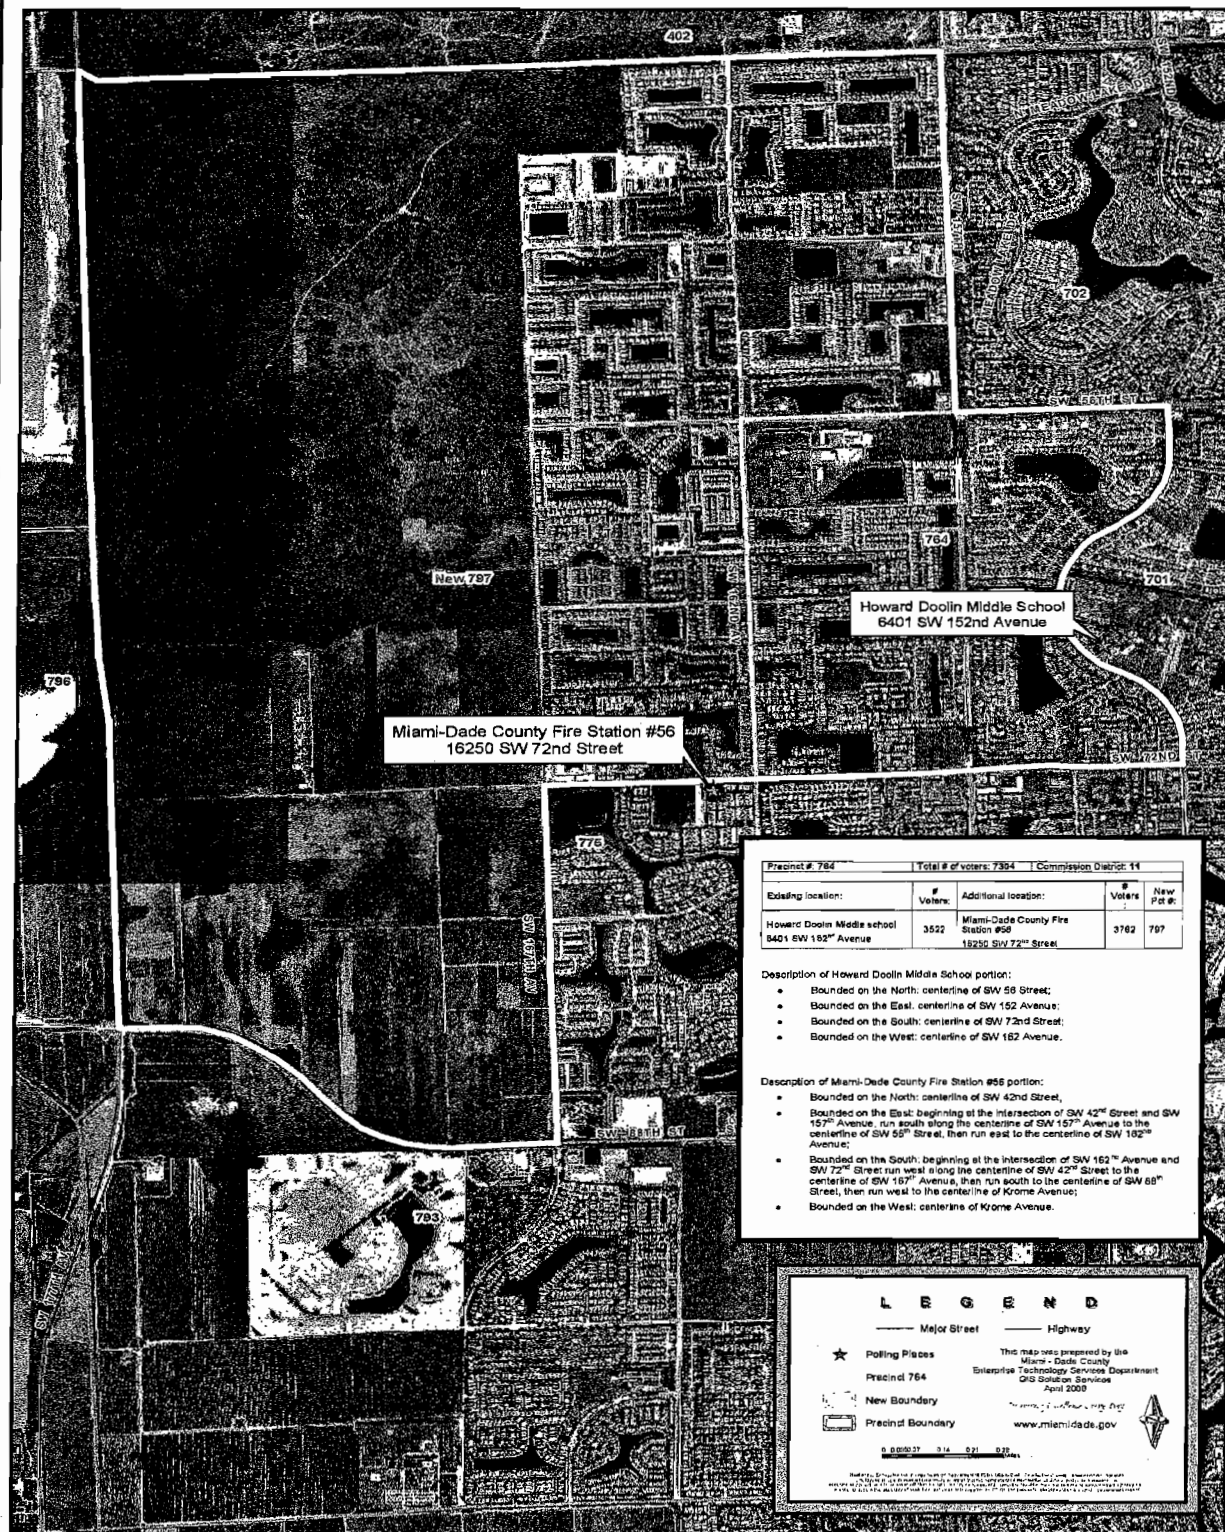 402
702
SW 56TH ST
764
New 797
701
Howard Doolin Middle School
6401 SW 152nd Avenue
796
Miami-Dade County Fire Station #56
16250 SW 72nd Street
SW 72ND
776
SW 167TH AV
SW 88TH ST
793
Precinct #: 764 Total # of voters: 7304 Commission District: 11
Existing location: # Voters: Additional location: # Voters : New Pct #:
Howard Doolin Middle school
6401 SW 152nd Avenue
3522
Miami-Dade County Fire
Station #56
16250 SW 72nd Street
3782 797
Description of Howard Doolin Middle School portion:
• Bounded on the North: centerline of SW 56 Street;
• Bounded on the East: centerline of SW 152 Avenue;
• Bounded on the South: centerline of SW 72nd Street;
• Bounded on the West: centerline of SW 162 Avenue.
Description of Miami-Dade County Fire Station #56 portion:
• Bounded on the North: centerline of SW 42nd Street,
• Bounded on the East: beginning at the intersection of SW 42nd Street and SW
157th Avenue, run south along the centerline of SW 157th Avenue to the
centerline of SW 56th Street, then run east to the centerline of SW 162nd
Avenue;
• Bounded on the South: beginning at the intersection of SW 162nd Avenue and
SW 72nd Street run west along the centerline of SW 42nd Street to the
centerline of SW 167th Avenue, then run south to the centerline of SW 88th
Street, then run west to the centerline of Krome Avenue;
• Bounded on the West: centerline of Krome Avenue.
LEGEND
Major Street Highway
Polling Places
Precinct 764
New Boundary
Precinct Boundary
This map was prepared by the
Miami - Dade County
Enterprise Technology Services Department
GIS Solution Services
April 2008
www.miamidade.gov